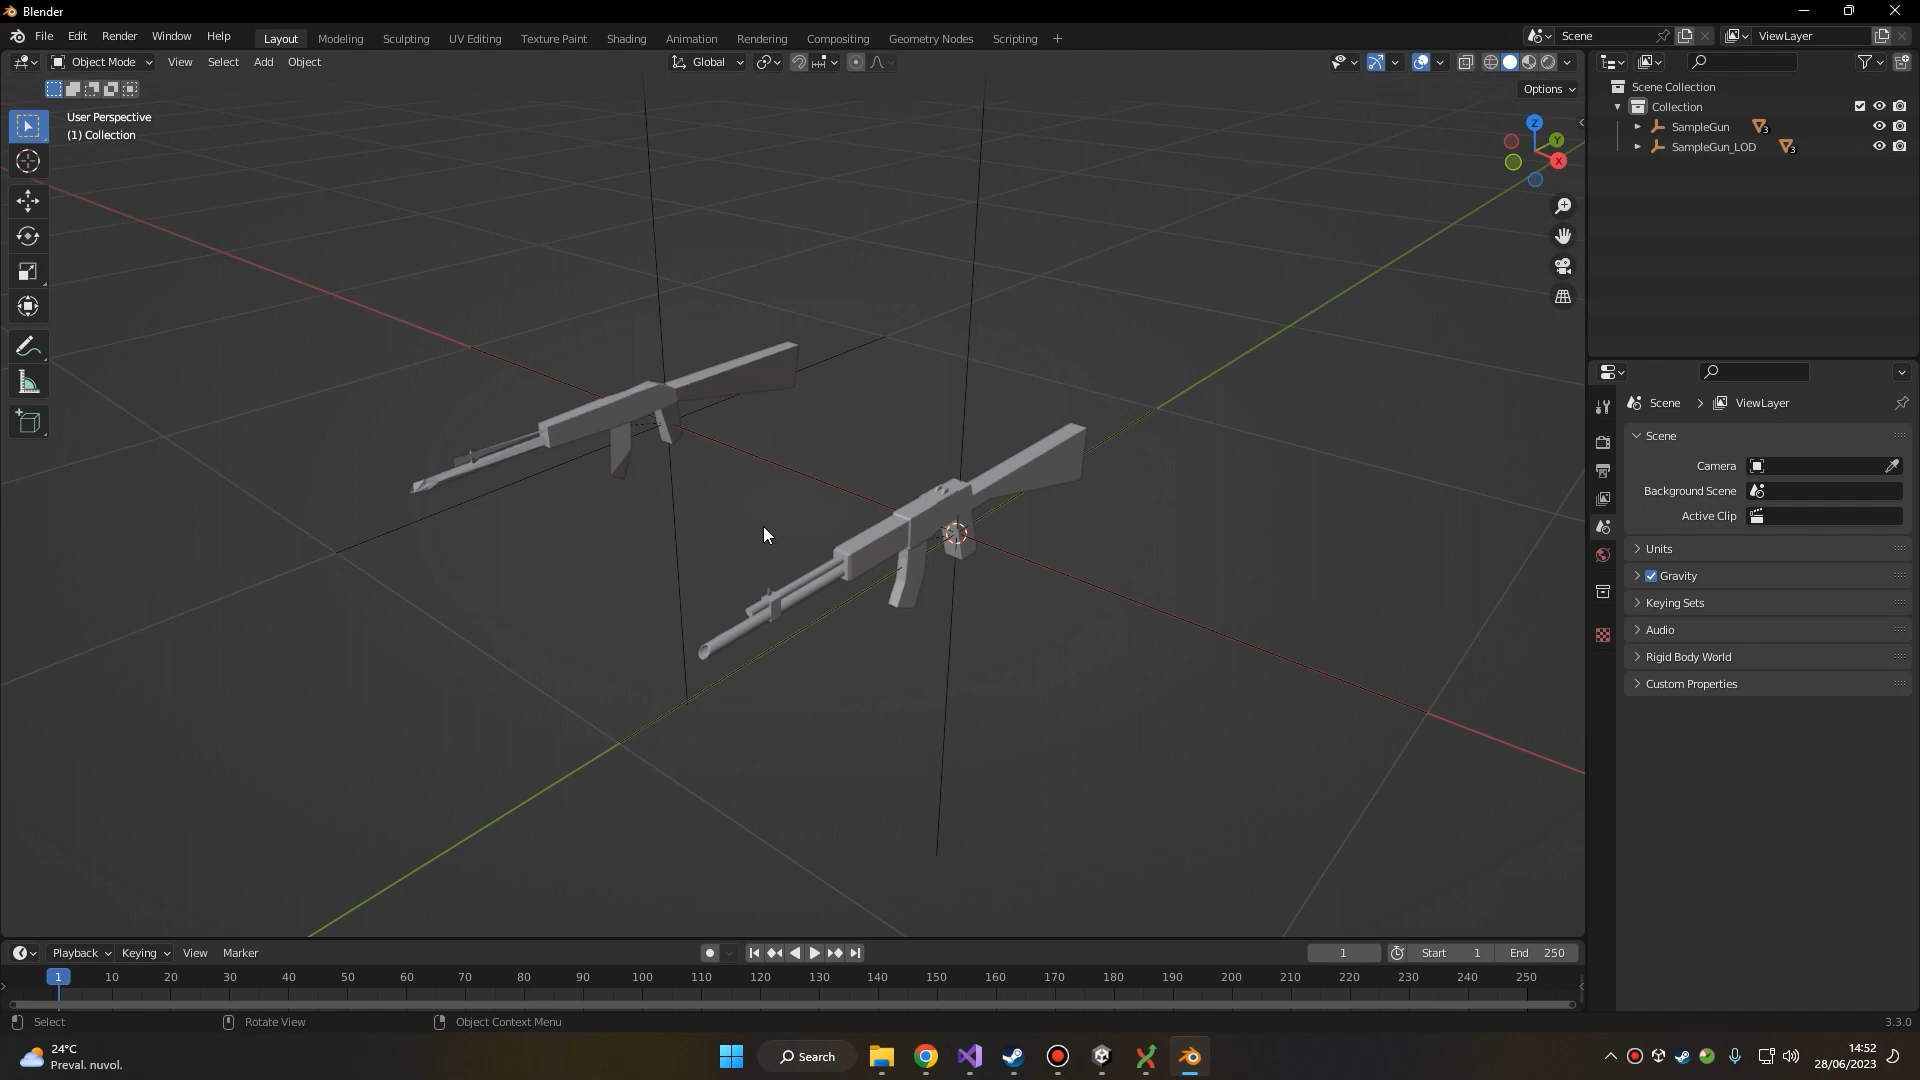 Blender
File Edit Render Window Help
Layout Modeling Sculpting UV Editing Texture Paint Shading Animation Rendering Compositing Geometry Nodes Scripting +
Scene
ViewLayer
Object Mode View Select Add Object
Global
Options
User Perspective
(1) Collection
Z
Y
X
Scene Collection
Collection
SampleGun 3
SampleGun_LOD 3
Scene > ViewLayer
Scene
Camera
Background Scene
Active Clip
Units
Gravity
Keying Sets
Audio
Rigid Body World
Custom Properties
Playback Keying View Marker
1 Start 1 End 250
1 10 20 30 40 50 60 70 80 90 100 110 120 130 140 150 160 170 180 190 200 210 220 230 240 250
Select Rotate View Object Context Menu
3.3.0
24°C
Preval. nuvol.
Search
14:52
28/06/2023